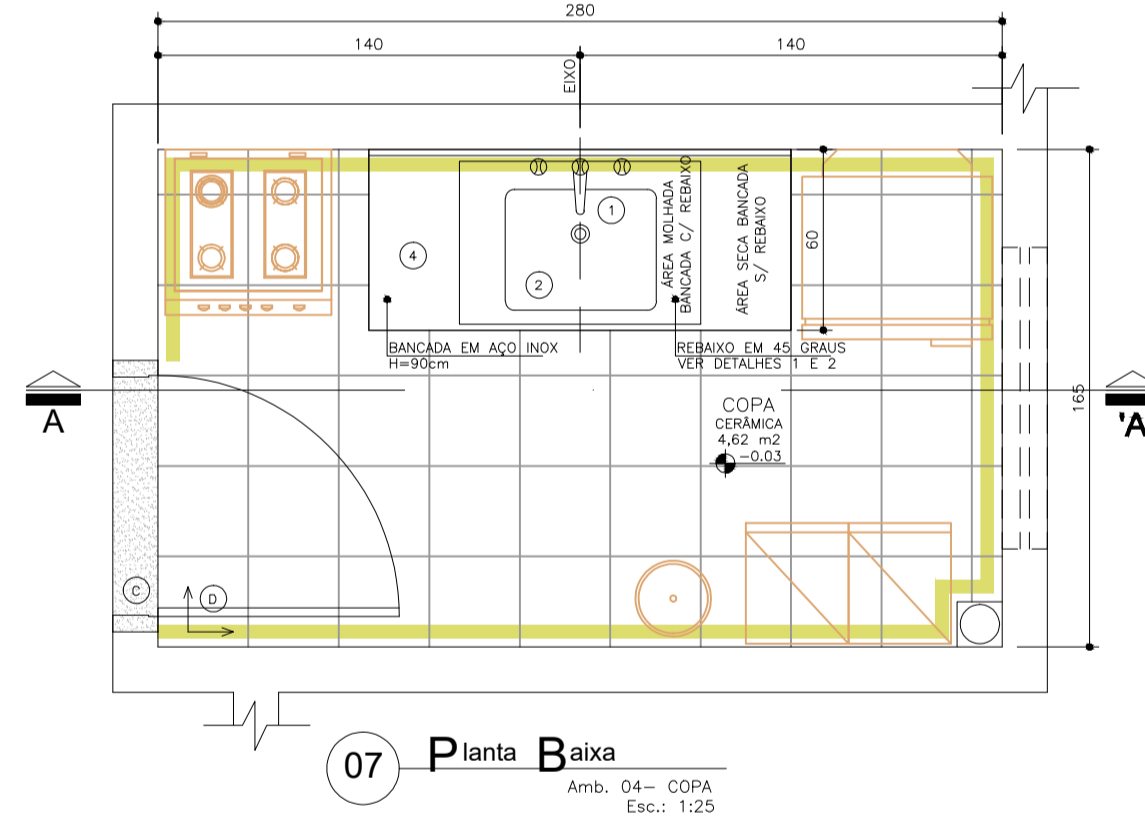 280
140
140
EIXO
ÁREA MOLHADA
BANCADA C/ REBAIXO
ÁREA SECA BANCADA
S/ REBAIXO
60
1
4
2
BANCADA EM AÇO INOX
H=90cm
REBAIXO EM 45 GRAUS
VER DETALHES 1 E 2
165
A
'A
COPA
CERÂMICA
4,62 m2
-0.03
C
D
07
Planta Baixa
Amb. 04- COPA
Esc.: 1:25